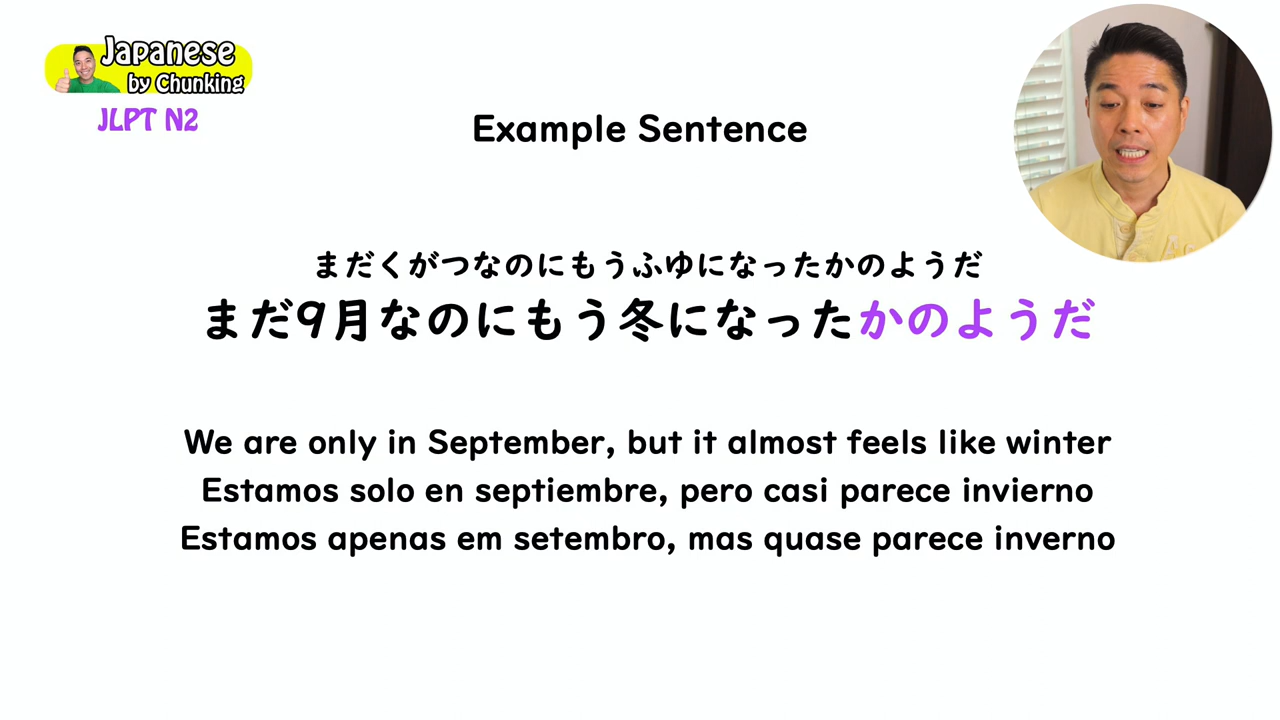 Japanese
by Chunking
JLPT N2
Example Sentence
まだくがつなのにもうふゆになったかのようだ
まだ9月なのにもう冬になったかのようだ
We are only in September, but it almost feels like winter
Estamos solo en septiembre, pero casi parece invierno
Estamos apenas em setembro, mas quase parece inverno